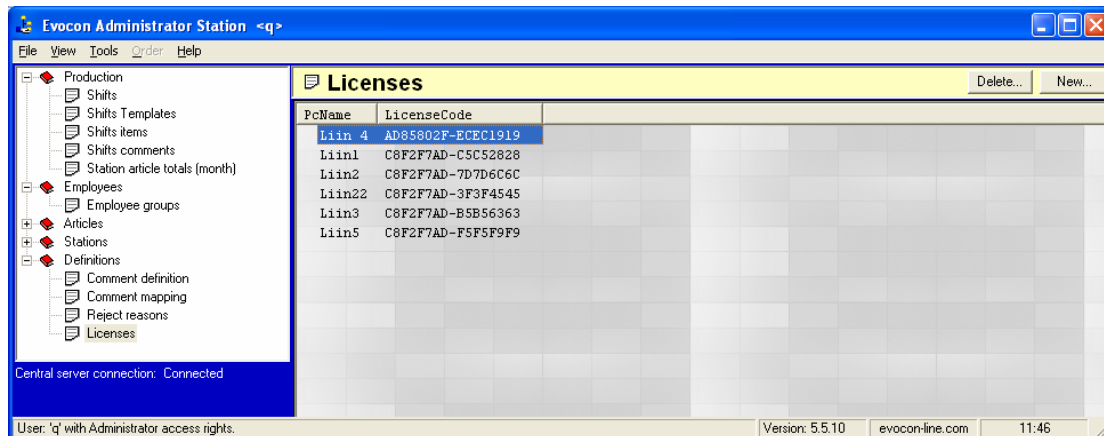 Evocon Administrator Station <q>
File View Tools Order Help
Production
Shifts
Shifts Templates
Shifts items
Shifts comments
Station article totals (month)
Employees
Employee groups
Articles
Stations
Definitions
Comment definition
Comment mapping
Reject reasons
Licenses
Central server connection: Connected
Licenses
Delete... New...
PcName LicenseCode
Liin 4 AD85802F-ECEC1919
Liin1 C8F2F7AD-C5C52828
Liin2 C8F2F7AD-7D7D6C6C
Liin22 C8F2F7AD-3F3F4545
Liin3 C8F2F7AD-B5B56363
Liin5 C8F2F7AD-F5F5F9F9
User: 'q' with Administrator access rights. Version: 5.5.10 evocon-line.com 11:46